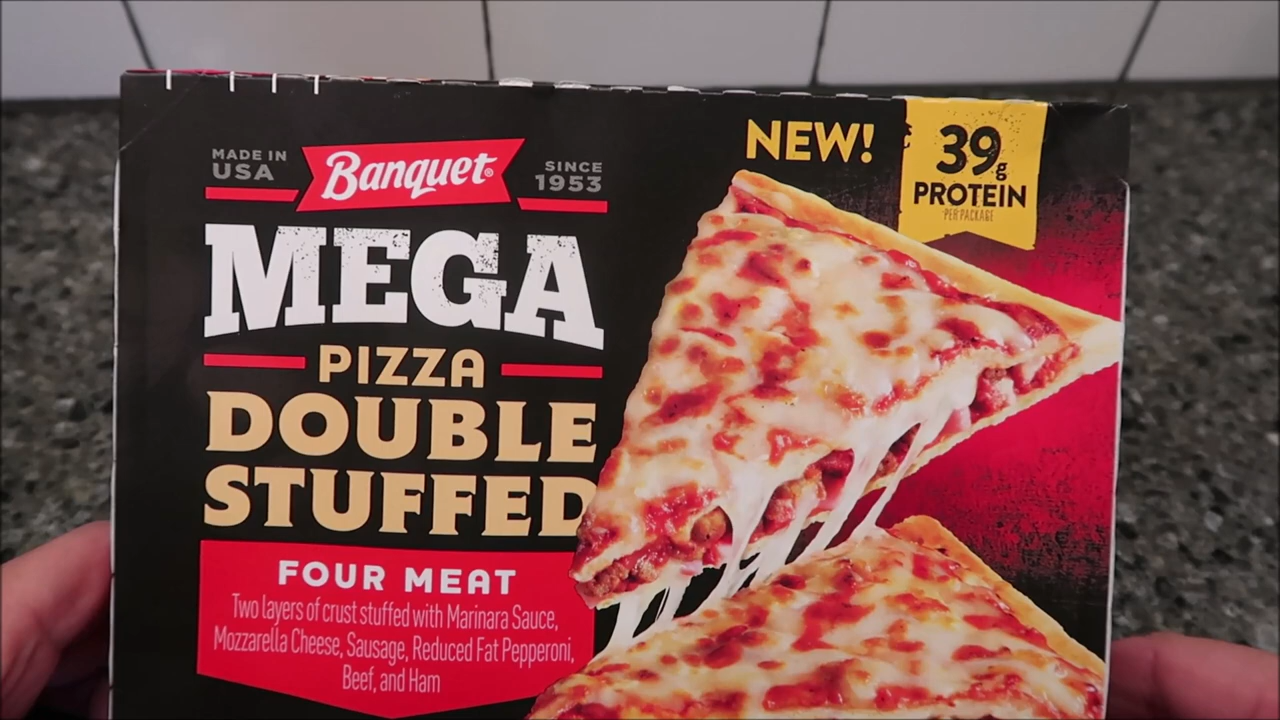 MADE IN
USA
Banquet®
SINCE
1953
MEGA
PIZZA
DOUBLE
STUFFED
FOUR MEAT
Two layers of crust stuffed with Marinara Sauce,
Mozzarella Cheese, Sausage, Reduced Fat Pepperoni,
Beef, and Ham
NEW!
39g
PROTEIN
PER PACKAGE